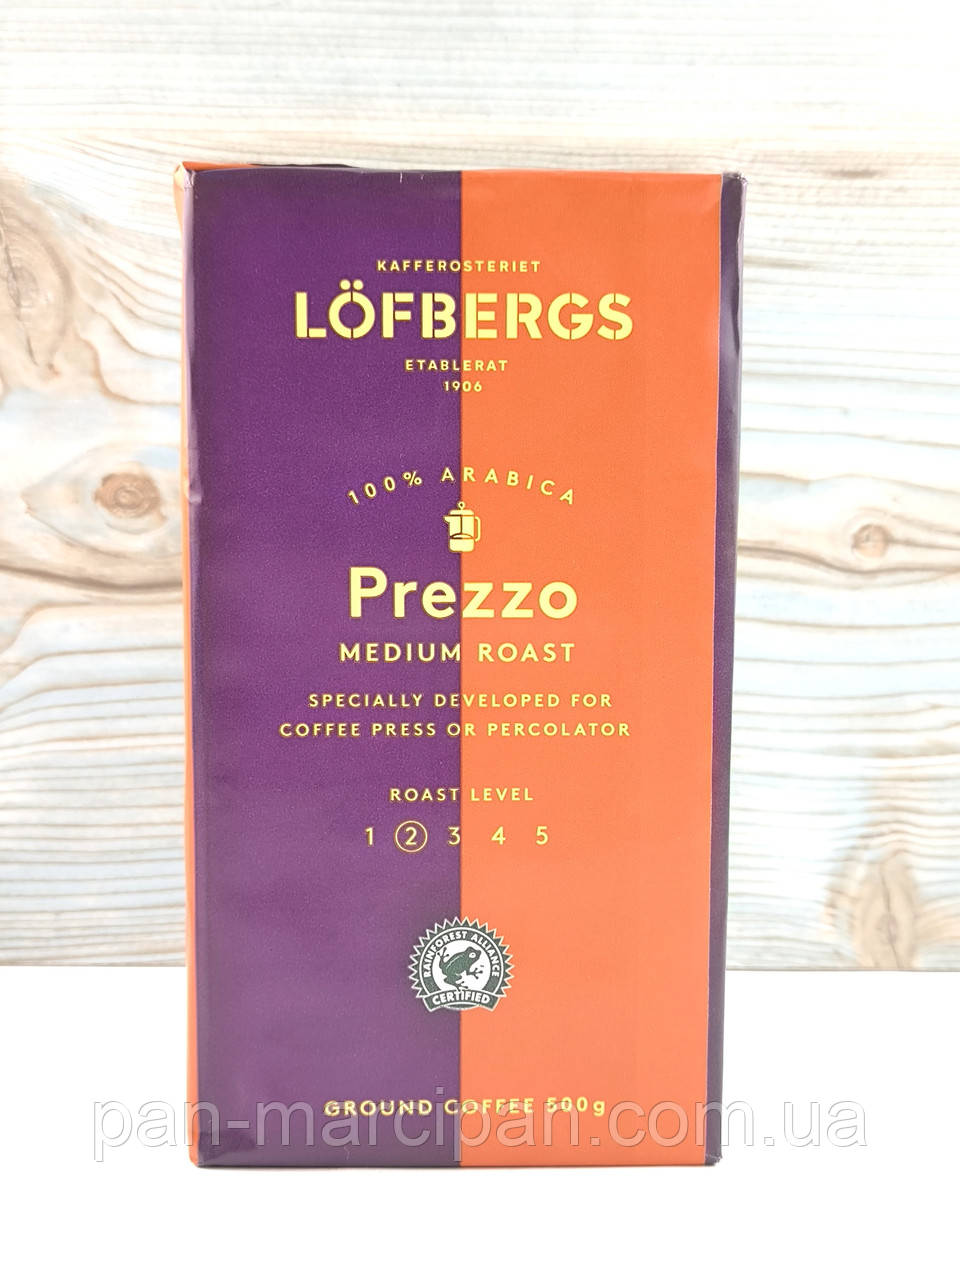 KAFFEROSTERIET
LÖFBERGS
ETABLERAT
1906
100% ARABICA
Prezzo
MEDIUM ROAST
SPECIALLY DEVELOPED FOR
COFFEE PRESS OR PERCOLATOR
ROAST LEVEL
1 2 3 4 5
RAINFOREST ALLIANCE
CERTIFIED
GROUND COFFEE 500g
pan-marcipan.com.ua